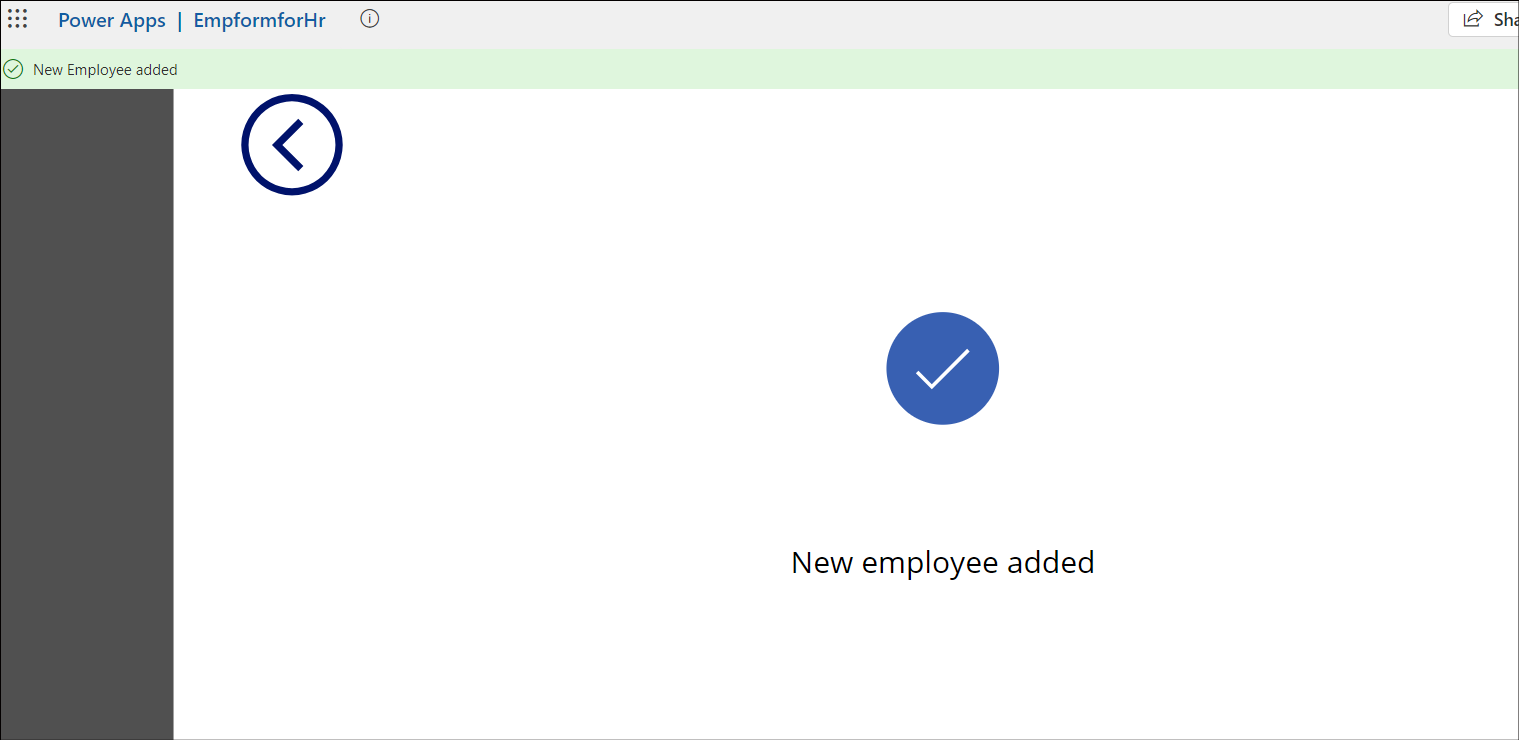 Power Apps | EmpformforHr
Sha
New Employee added
New employee added